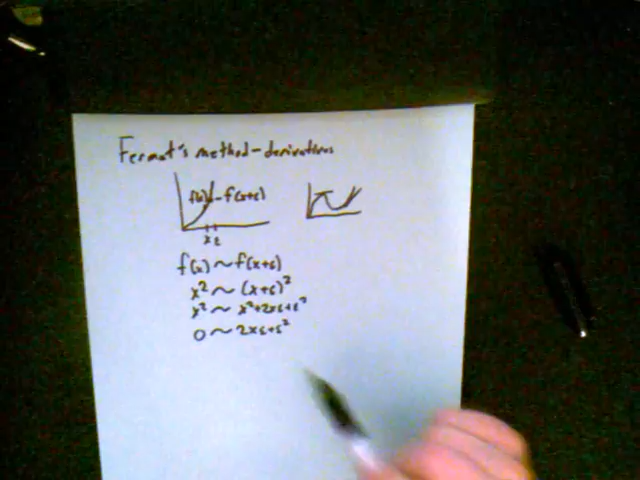 Fermat's method-derivatives
f(x)-f(x+ε)
x ε
f(x) ~ f(x+ε)
x² ~ (x+ε)²
x² ~ x²+2xε+ε²
0 ~ 2xε+ε²